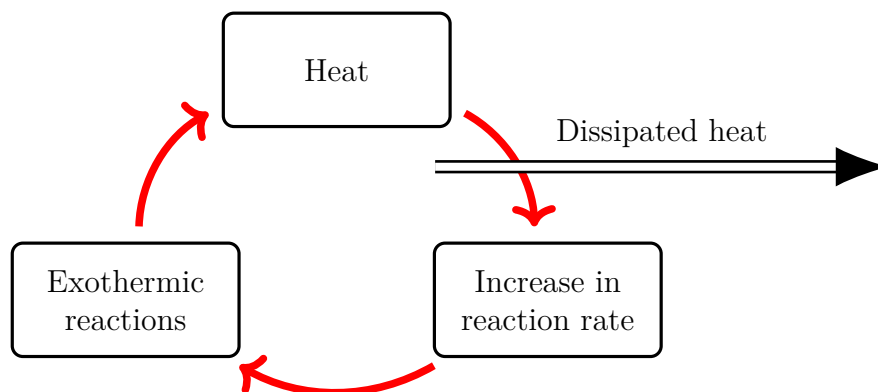 Heat
Dissipated heat
Exothermic
reactions
Increase in
reaction rate